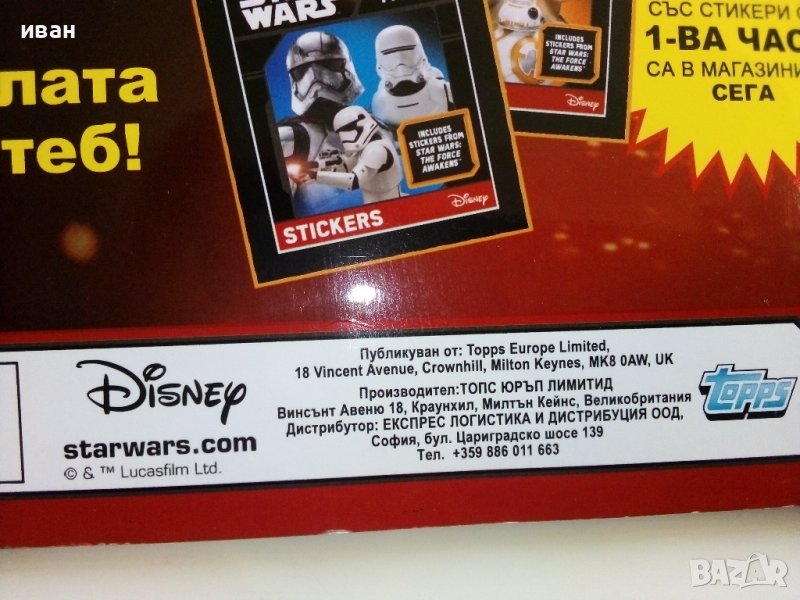 иван
WARS
INCLUDES
STICKERS FROM
STAR WARS:
THE FORCE
AWAKENS™
Disney
STICKERS
INCLUDES
STICKERS FROM
STAR WARS:
THE FORCE
AWAKENS
Disney
СЪС СТИКЕРИ
1-ВА ЧАС
СА В МАГАЗИНИ
СЕГА
лата
теб!
Disney
starwars.com
© & ™ Lucasfilm Ltd.
Публикуван от: Topps Europe Limited,
18 Vincent Avenue, Crownhill, Milton Keynes, MK8 0AW, UK
Производител:ТОПС ЮРЪП ЛИМИТИД
Винсънт Авеню 18, Краунхил, Милтън Кейнс, Великобритания
Дистрибутор: ЕКСПРЕС ЛОГИСТИКА И ДИСТРИБУЦИЯ ООД,
София, бул. Цариградско шосе 139
Тел. +359 886 011 663
topps
BAZAR